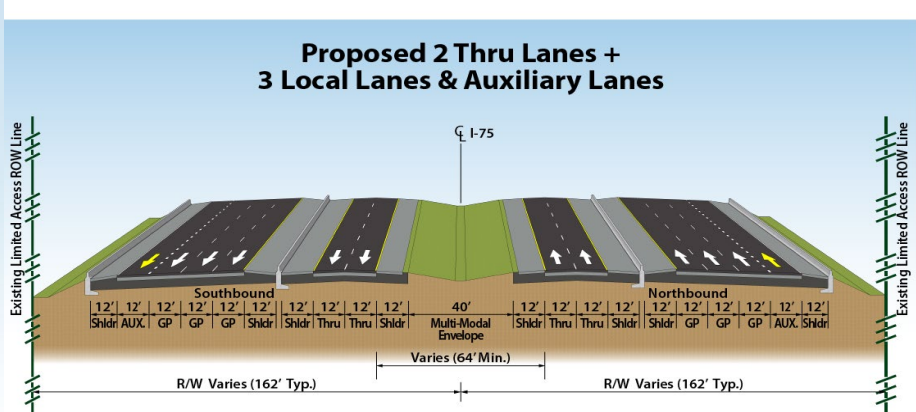 Proposed 2 Thru Lanes +
3 Local Lanes & Auxiliary Lanes
Existing Limited Access ROW Line
℄ I-75
Existing Limited Access ROW Line
Southbound
Northbound
12' 12' 12' 12' 12' 12' 12' 12' 12' 12' 40' 12' 12' 12' 12' 12' 12' 12' 12' 12' 12'
Shldr AUX. GP GP GP Shldr Shldr Thru Thru Shldr Multi-Modal Shldr Thru Thru Shldr Shldr GP GP GP AUX. Shldr
Envelope
Varies (64' Min.)
R/W Varies (162' Typ.)
R/W Varies (162' Typ.)